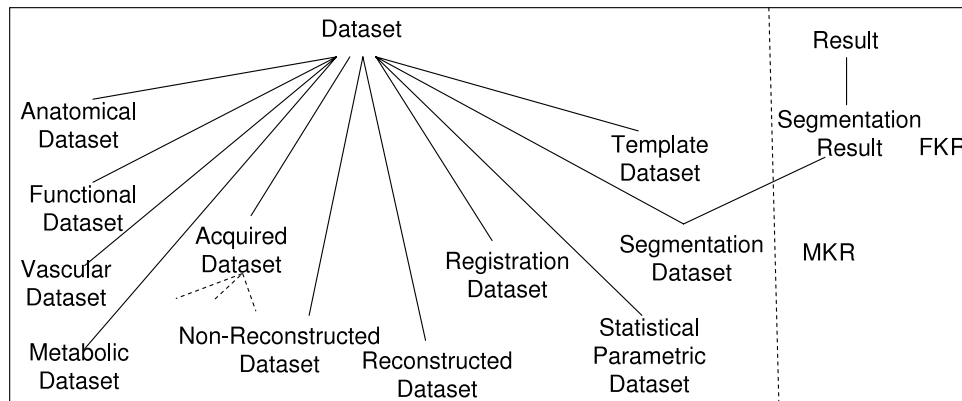 Dataset
Result
Anatomical
Dataset
Segmentation
Result
FKR
Template
Dataset
Functional
Dataset
Acquired
Dataset
Registration
Dataset
Segmentation
Dataset
MKR
Vascular
Dataset
Non-Reconstructed
Dataset
Reconstructed
Dataset
Statistical
Parametric
Dataset
Metabolic
Dataset